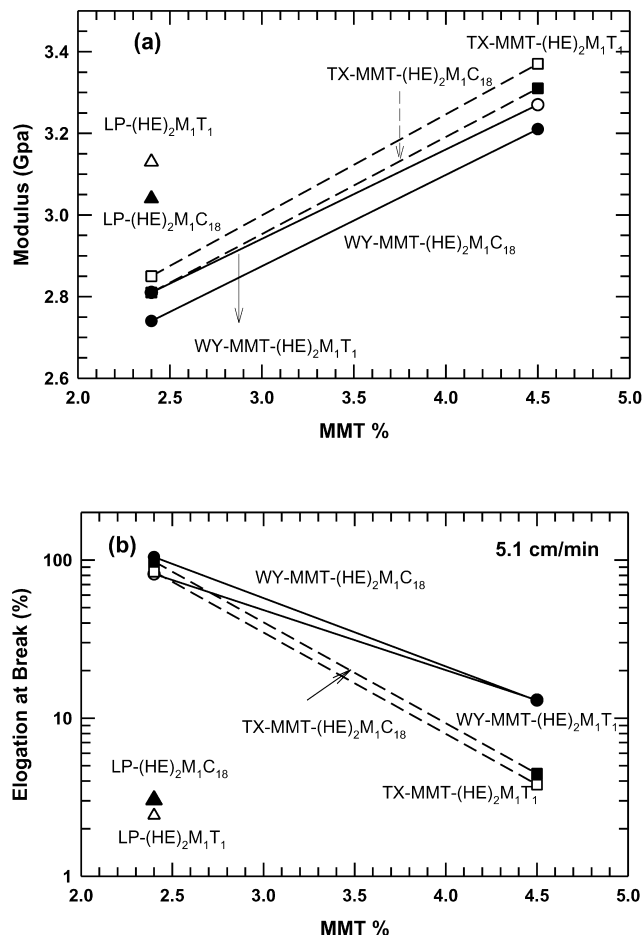 (a)
TX-MMT-(HE)₂M₁T₁
TX-MMT-(HE)₂M₁C₁₈
LP-(HE)₂M₁T₁
LP-(HE)₂M₁C₁₈
WY-MMT-(HE)₂M₁C₁₈
WY-MMT-(HE)₂M₁T₁
Modulus (Gpa)
3.4
3.2
3.0
2.8
2.6
2.0 2.5 3.0 3.5 4.0 4.5 5.0
MMT %
(b)
5.1 cm/min
WY-MMT-(HE)₂M₁C₁₈
TX-MMT-(HE)₂M₁C₁₈
WY-MMT-(HE)₂M₁T₁
LP-(HE)₂M₁C₁₈
TX-MMT-(HE)₂M₁T₁
LP-(HE)₂M₁T₁
Elogation at Break (%)
100
10
1
2.0 2.5 3.0 3.5 4.0 4.5 5.0
MMT %